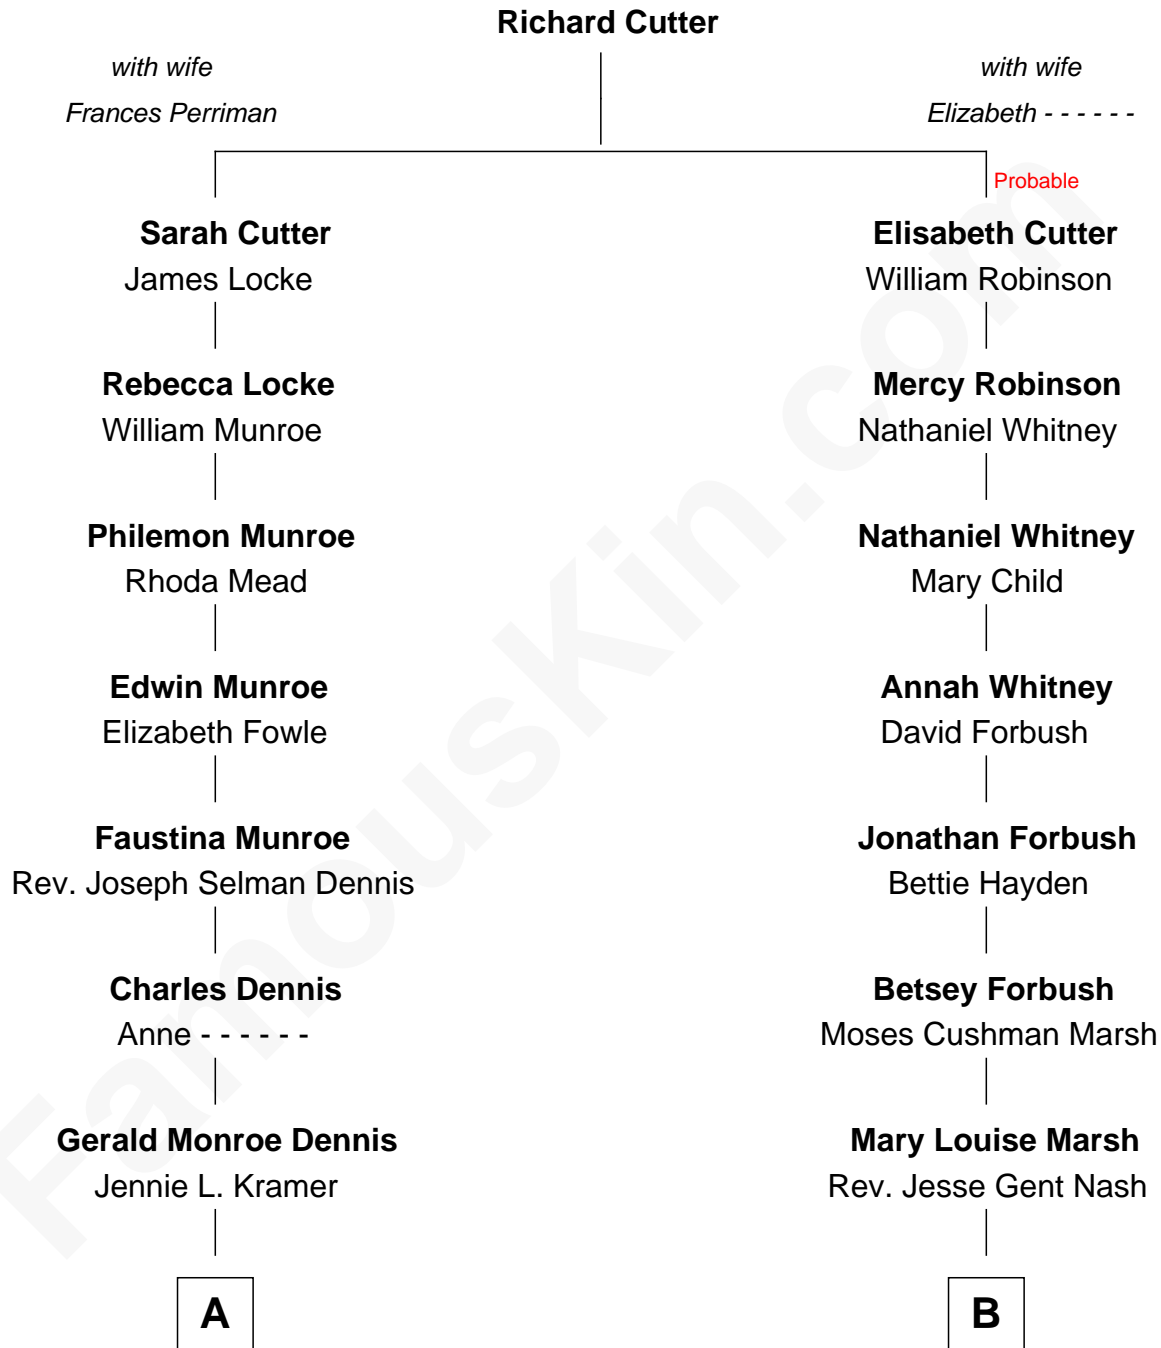 Richard Cutter
with wife
Frances Perriman
with wife
Elizabeth - - - - - -
Probable
Sarah Cutter
James Locke
Elisabeth Cutter
William Robinson
Rebecca Locke
William Munroe
Mercy Robinson
Nathaniel Whitney
Philemon Munroe
Rhoda Mead
Nathaniel Whitney
Mary Child
Edwin Munroe
Elizabeth Fowle
Annah Whitney
David Forbush
Faustina Munroe
Rev. Joseph Selman Dennis
Jonathan Forbush
Bettie Hayden
Charles Dennis
Anne - - - - - -
Betsey Forbush
Moses Cushman Marsh
Gerald Monroe Dennis
Jennie L. Kramer
Mary Louise Marsh
Rev. Jesse Gent Nash
A
B
FamousKin.com